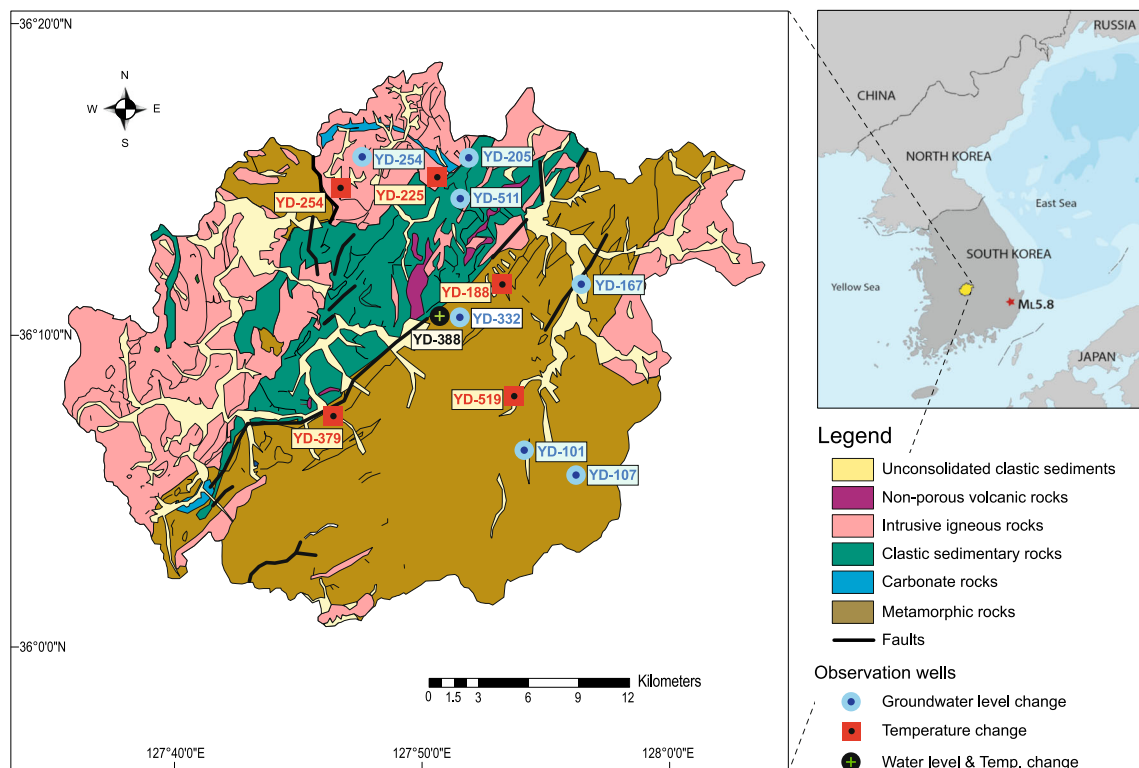 36°20'0"N
36°10'0"N
36°0'0"N
127°40'0"E
127°50'0"E
128°0'0"E
N
W
E
S
YD-254
YD-205
YD-225
YD-254
YD-511
YD-188
YD-167
YD-332
YD-388
YD-519
YD-379
YD-101
YD-107
Kilometers
0 1.5 3 6 9 12
RUSSIA
CHINA
NORTH KOREA
East Sea
SOUTH KOREA
Yellow Sea
ML5.8
JAPAN
Legend
Unconsolidated clastic sediments
Non-porous volcanic rocks
Intrusive igneous rocks
Clastic sedimentary rocks
Carbonate rocks
Metamorphic rocks
Faults
Observation wells
Groundwater level change
Temperature change
Water level & Temp. change